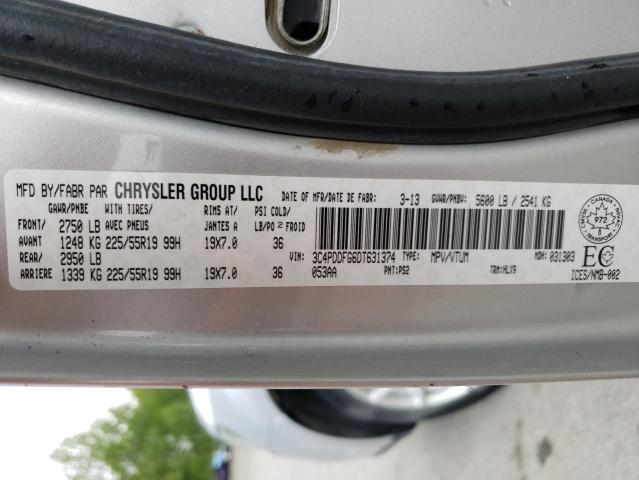 MFD BY/FABR PAR CHRYSLER GROUP LLC DATE OF MFR/DATE DE FABR: 3-13 GVWR/PNBV: 5600 LB / 2541 KG
GAWR/PNBE WITH TIRES/ RIMS AT/ PSI COLD/
FRONT/ 2750 LB AVEC PNEUS JANTES A LB/PO 2 FROID
AVANT 1248 KG 225/55R19 99H 19X7.0 36
REAR/ 2950 LB
ARRIERE 1339 KG 225/55R19 99H 19X7.0 36
VIN: 3C4PDDFG6DT631374 TYPE: MPV/VTUM MDH: 031303
053AA PNT: PS2 TRM: HLX9
CANADA
972
TRANSPORT
EC
ICES/NMB-002